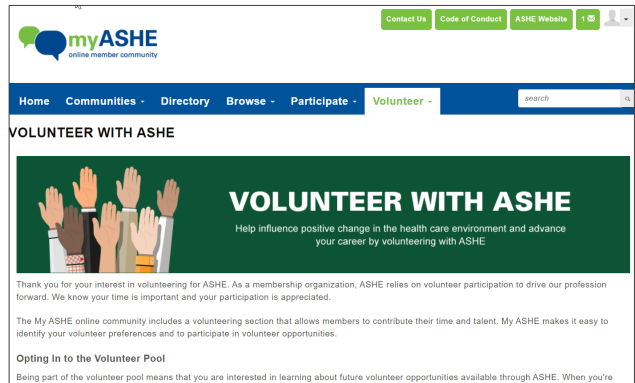 myASHE
online member community
Contact Us
Code of Conduct
ASHE Website
1
Home
Communities
Directory
Browse
Participate
Volunteer
search
VOLUNTEER WITH ASHE
VOLUNTEER WITH ASHE
Help influence positive change in the health care environment and advance
your career by volunteering with ASHE
Thank you for your interest in volunteering for ASHE. As a membership organization, ASHE relies on volunteer participation to drive our profession
forward. We know your time is important and your participation is appreciated.
The My ASHE online community includes a volunteering section that allows members to contribute their time and talent. My ASHE makes it easy to
identify your volunteer preferences and to participate in volunteer opportunities.
Opting In to the Volunteer Pool
Being part of the volunteer pool means that you are interested in learning about future volunteer opportunities available through ASHE. When you're